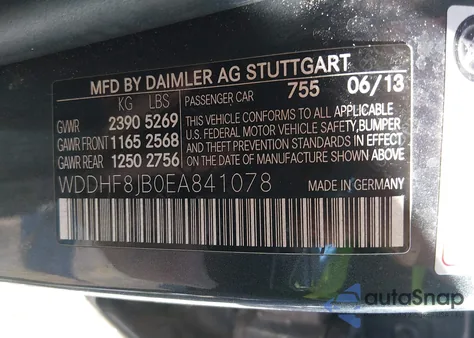 MFD BY DAIMLER AG STUTTGART
KG LBS PASSENGER CAR 755 06/13
GVWR 2390 5269 THIS VEHICLE CONFORMS TO ALL APPLICABLE
GAWR FRONT 1165 2568 U.S. FEDERAL MOTOR VEHICLE SAFETY, BUMPER
GAWR REAR 1250 2756 AND THEFT PREVENTION STANDARDS IN EFFECT
ON THE DATE OF MANUFACTURE SHOWN ABOVE.
WDDHF8JB0EA841078 MADE IN GERMANY
autoSnap